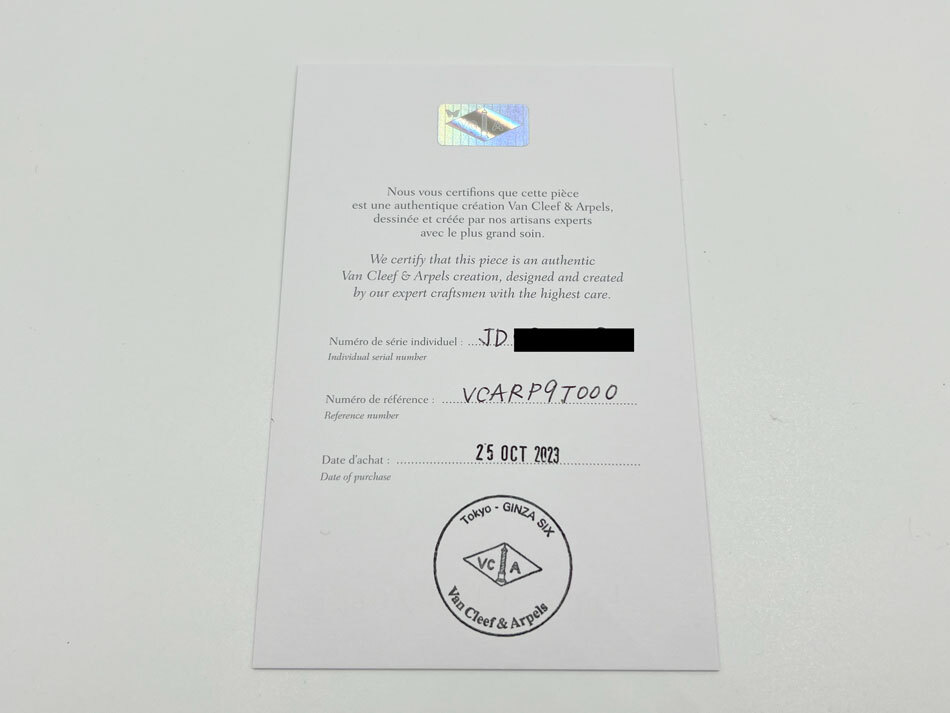 VC A
Nous vous certifions que cette pièce
est une authentique création Van Cleef & Arpels,
dessinée et créée par nos artisans experts
avec le plus grand soin.
We certify that this piece is an authentic
Van Cleef & Arpels creation, designed and created
by our expert craftsmen with the highest care.
Numéro de série individuel : JD
Individual serial number
Numéro de référence : VCARP9J000
Reference number
Date d'achat : 25 OCT 2023
Date of purchase
Tokyo - GINZA SIX
VC A
Van Cleef & Arpels